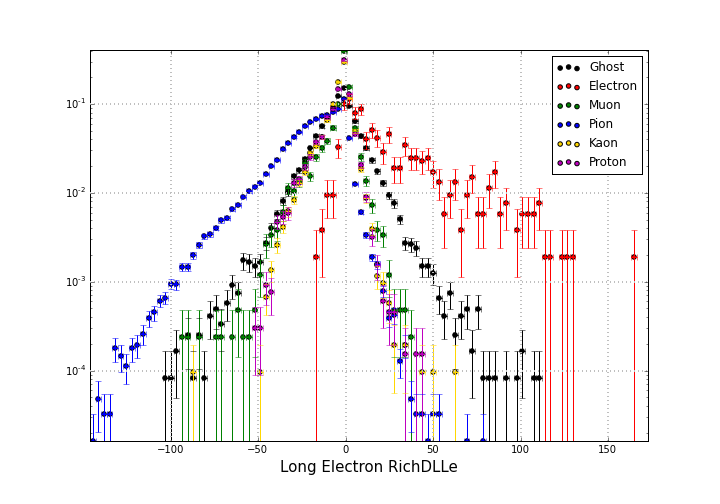 10⁻¹
10⁻²
10⁻³
10⁻⁴
−100 −50 0 50 100 150
Long Electron RichDLLe
Ghost
Electron
Muon
Pion
Kaon
Proton